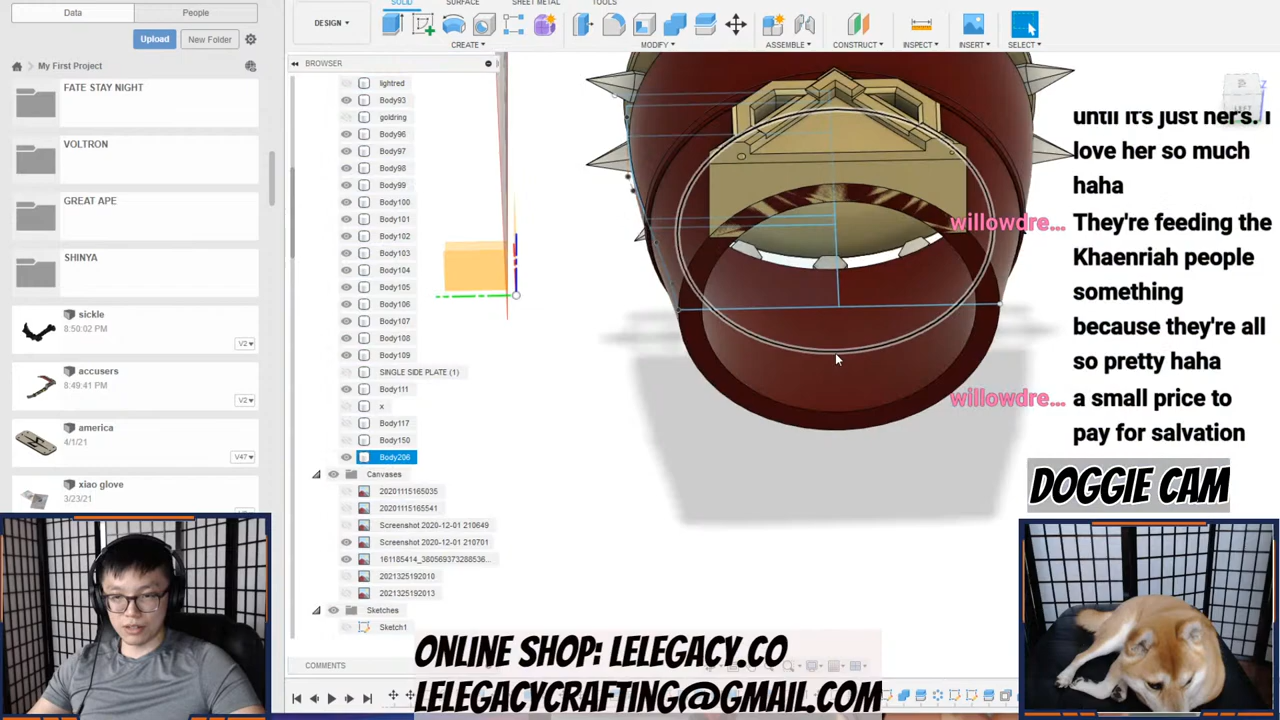 Data
People
Upload
New Folder
My First Project
FATE STAY NIGHT
VOLTRON
GREAT APE
SHINYA
sickle
8:50:02 PM
V2
accusers
8:49:41 PM
V2
america
4/1/21
V47
xiao glove
3/23/21
DESIGN
SOLID
SURFACE
SHEET METAL
TOOLS
CREATE
MODIFY
ASSEMBLE
CONSTRUCT
INSPECT
INSERT
SELECT
BROWSER
lightred
Body93
goldring
Body96
Body97
Body98
Body99
Body100
Body101
Body102
Body103
Body104
Body105
Body106
Body107
Body108
Body109
SINGLE SIDE PLATE (1)
Body111
x
Body117
Body150
Body206
Canvases
20201115165035
20201115165541
Screenshot 2020-12-01 210649
Screenshot 2020-12-01 210701
161185414_380569373288536...
2021325192010
2021325192013
Sketches
Sketch1
COMMENTS
LEFT
Z
until it's just her's. I
love her so much
haha
willowdre... They're feeding the
Khaenriah people
something
because they're all
so pretty haha
willowdre... a small price to
pay for salvation
DOGGIE CAM
ONLINE SHOP: LELEGACY.CO
LELEGACYCRAFTING@GMAIL.COM